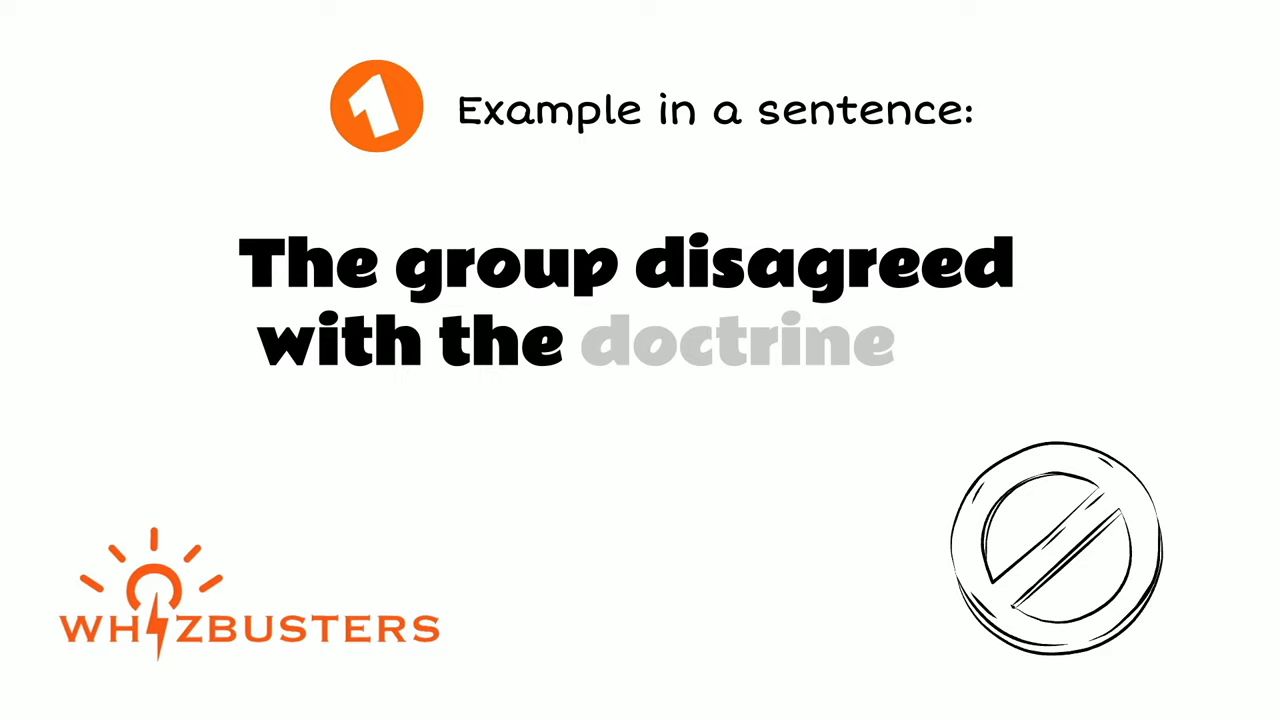 1 Example in a sentence:
The group disagreed
with the doctrine
WHIZBUSTERS